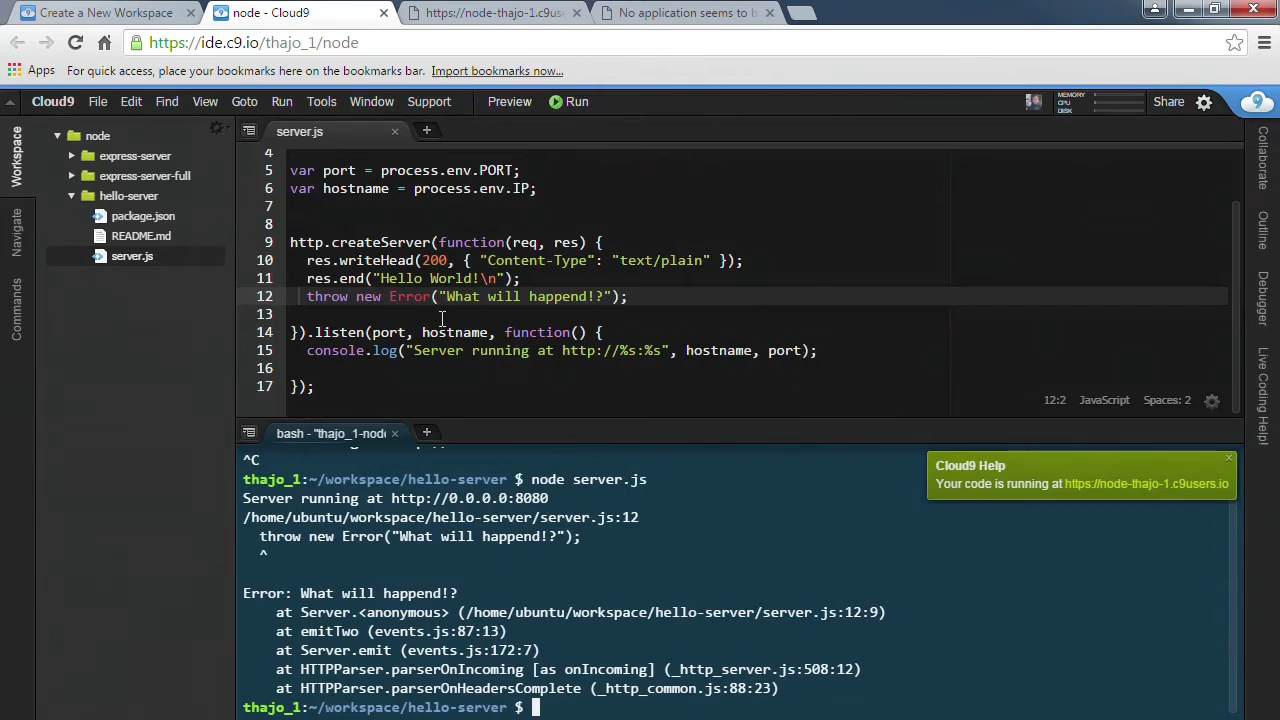 Create a New Workspace
node - Cloud9
https://node-thajo-1.c9us
No application seems to b
https://ide.c9.io/thajo_1/node
Apps For quick access, place your bookmarks here on the bookmarks bar. Import bookmarks now...
Cloud9 File Edit Find View Goto Run Tools Window Support Preview Run MEMORY CPU DISK Share
Workspace
Navigate
Commands
node
express-server
express-server-full
hello-server
package.json
README.md
server.js
server.js
4
5 var port = process.env.PORT;
6 var hostname = process.env.IP;
7
8
9 http.createServer(function(req, res) {
10 res.writeHead(200, { "Content-Type": "text/plain" });
11 res.end("Hello World!\n");
12 throw new Error("What will happend!?");
13
14 }).listen(port, hostname, function() {
15 console.log("Server running at http://%s:%s", hostname, port);
16
17 });
12:2 JavaScript Spaces: 2
Collaborate
Outline
Debugger
Live Coding Help!
bash - "thajo_1-node
^C
thajo_1:~/workspace/hello-server $ node server.js
Server running at http://0.0.0.0:8080
/home/ubuntu/workspace/hello-server/server.js:12
throw new Error("What will happend!?");
^
Error: What will happend!?
at Server.<anonymous> (/home/ubuntu/workspace/hello-server/server.js:12:9)
at emitTwo (events.js:87:13)
at Server.emit (events.js:172:7)
at HTTPParser.parserOnIncoming [as onIncoming] (_http_server.js:508:12)
at HTTPParser.parserOnHeadersComplete (_http_common.js:88:23)
thajo_1:~/workspace/hello-server $
Cloud9 Help
Your code is running at https://node-thajo-1.c9users.io